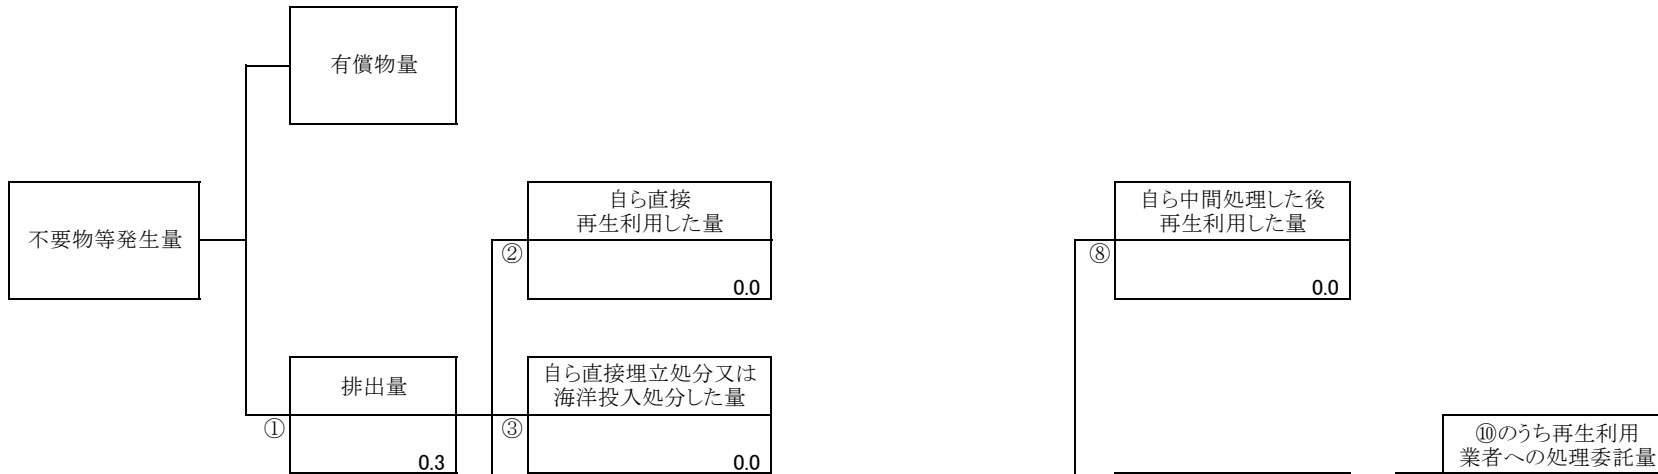 有償物量
不要物等発生量
自ら直接
再生利用した量
②
0.0
自ら中間処理した後
再生利用した量
⑧
0.0
排出量
①
0.3
自ら直接埋立処分又は
海洋投入処分した量
③
0.0
⑩のうち再生利用
業者への処理委託量